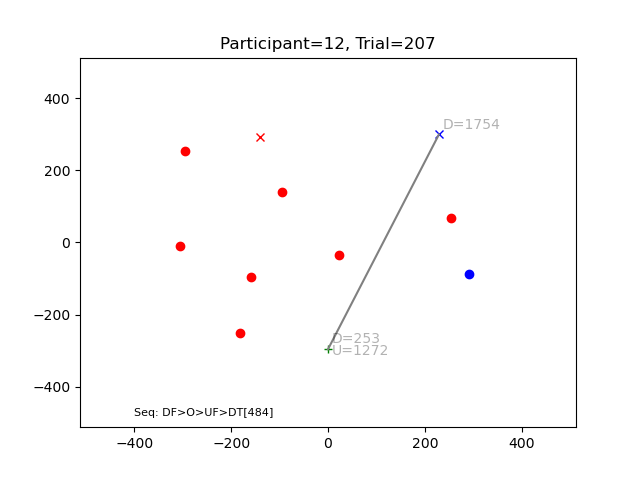 Participant=12, Trial=207
400
200
0
−200
−400
D=1754
D=253
U=1272
Seq: DF>O>UF>DT[484]
−400 −200 0 200 400